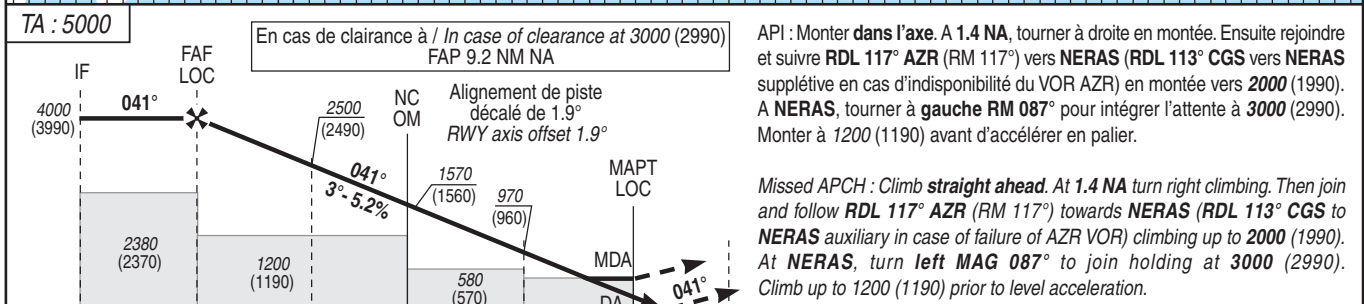 TA : 5000
En cas de clairance à / In case of clearance at 3000 (2990)
FAP 9.2 NM NA
IF
FAF
LOC
041°
4000
(3990)
2500
(2490)
NC
OM
Alignement de piste
décalé de 1.9°
RWY axis offset 1.9°
041°
3°- 5.2%
1570
(1560)
970
(960)
MAPT
LOC
2380
(2370)
1200
(1190)
580
(570)
MDA
DA
041°
API : Monter dans l'axe. A 1.4 NA, tourner à droite en montée. Ensuite rejoindre
et suivre RDL 117° AZR (RM 117°) vers NERAS (RDL 113° CGS vers NERAS
supplétive en cas d'indisponibilité du VOR AZR) en montée vers 2000 (1990).
A NERAS, tourner à gauche RM 087° pour intégrer l'attente à 3000 (2990).
Monter à 1200 (1190) avant d'accélérer en palier.
Missed APCH : Climb straight ahead. At 1.4 NA turn right climbing. Then join
and follow RDL 117° AZR (RM 117°) towards NERAS (RDL 113° CGS to
NERAS auxiliary in case of failure of AZR VOR) climbing up to 2000 (1990).
At NERAS, turn left MAG 087° to join holding at 3000 (2990).
Climb up to 1200 (1190) prior to level acceleration.